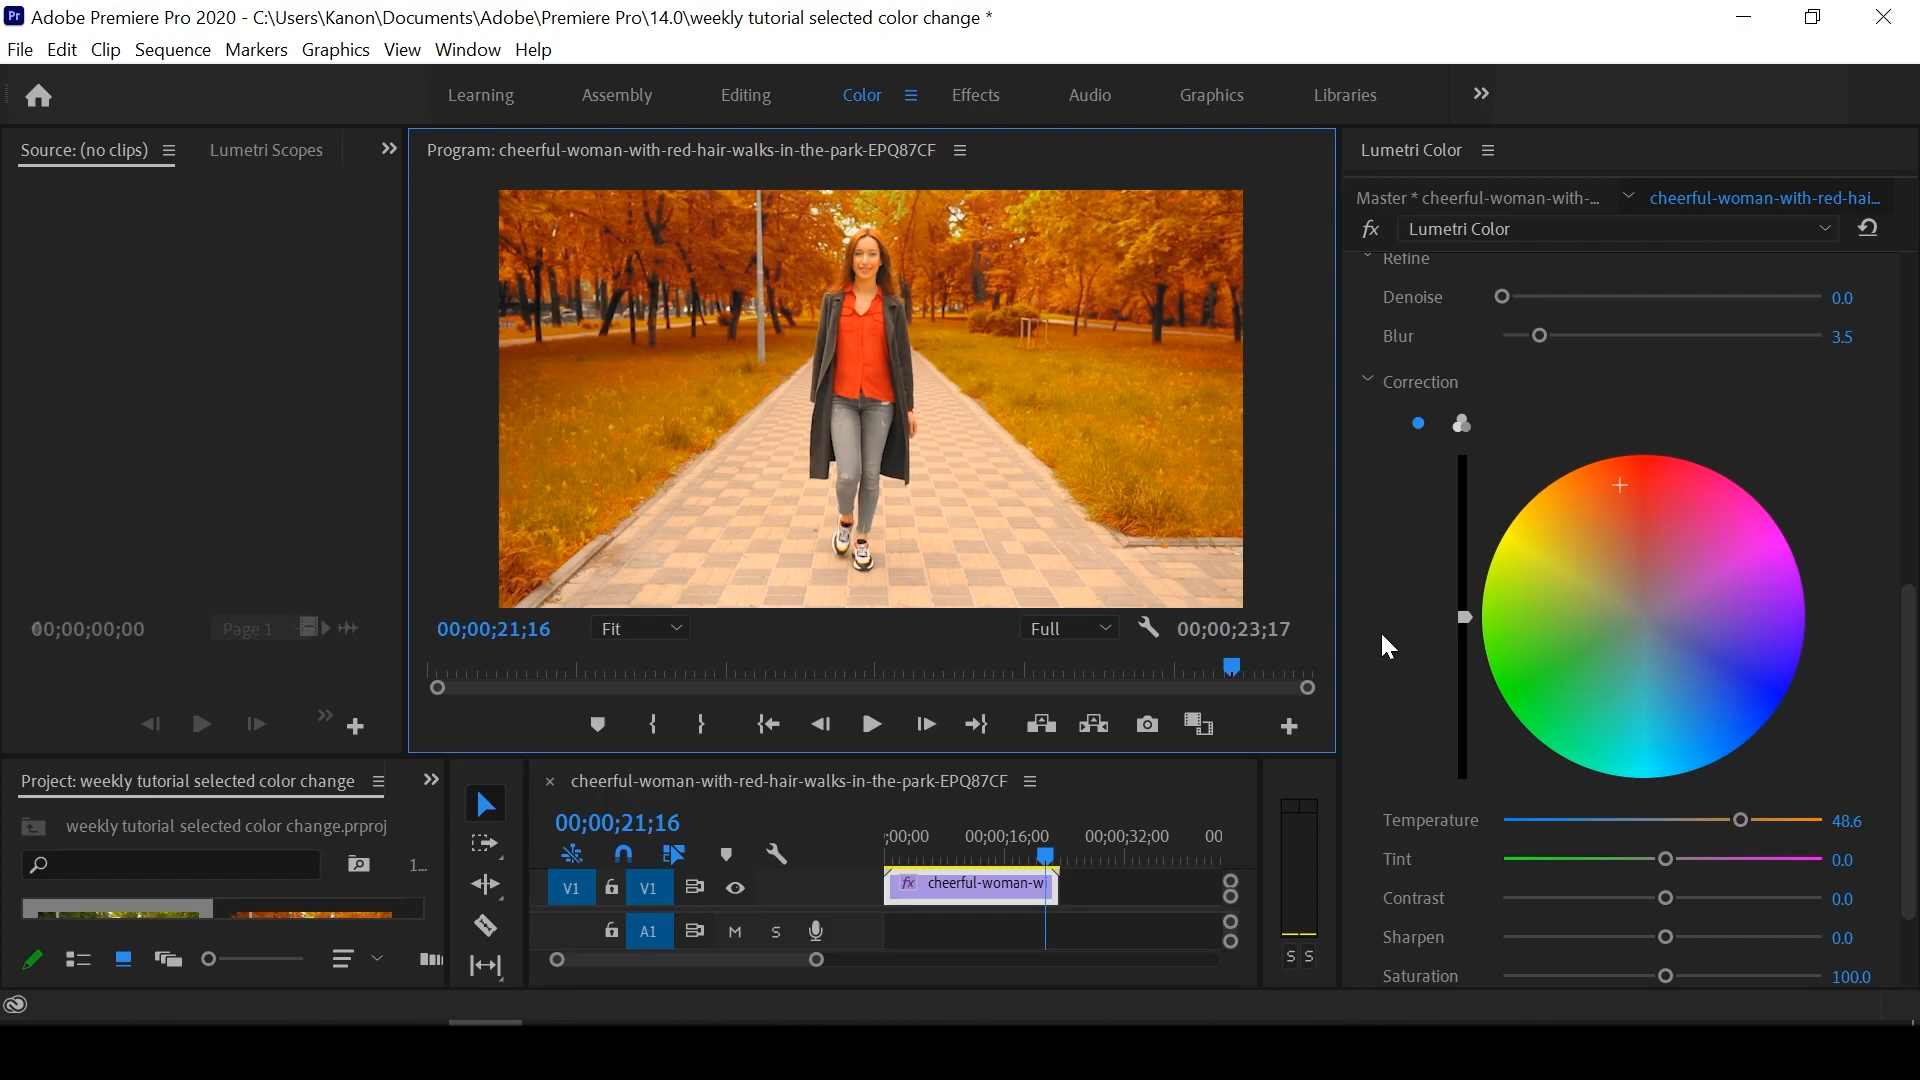 Pr Adobe Premiere Pro 2020 - C:\Users\Kanon\Documents\Adobe\Premiere Pro\14.0\weekly tutorial selected color change *
File Edit Clip Sequence Markers Graphics View Window Help
Learning Assembly Editing Color Effects Audio Graphics Libraries
Source: (no clips) Lumetri Scopes
Program: cheerful-woman-with-red-hair-walks-in-the-park-EPQ87CF
Lumetri Color
Master * cheerful-woman-with-... cheerful-woman-with-red-hai...
fx Lumetri Color
Refine
Denoise 0.0
Blur 3.5
Correction
00;00;00;00 Page 1
00;00;21;16 Fit Full 00;00;23;17
Project: weekly tutorial selected color change
weekly tutorial selected color change.prproj
1...
× cheerful-woman-with-red-hair-walks-in-the-park-EPQ87CF
00;00;21;16
;00;00 00;00;16;00 00;00;32;00 00
V1 V1 fx cheerful-woman-w
A1 M S
S S
Temperature 48.6
Tint 0.0
Contrast 0.0
Sharpen 0.0
Saturation 100.0